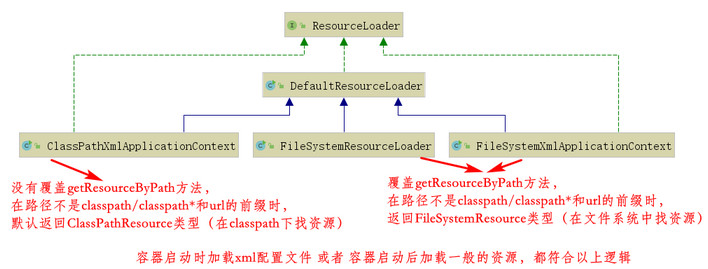 ResourceLoader
DefaultResourceLoader
ClassPathXmlApplicationContext
FileSystemResourceLoader
FileSystemXmlApplicationContext
没有覆盖getResourceByPath方法，
在路径不是classpath/classpath*和url的前缀时，
默认返回ClassPathResource类型（在classpath下找资源）
覆盖getResourceByPath方法，
在路径不是classpath/classpath*和url的前缀时，
返回FileSystemResource类型（在文件系统中找资源）
容器启动时加载xml配置文件 或者 容器启动后加载一般的资源，都符合以上逻辑